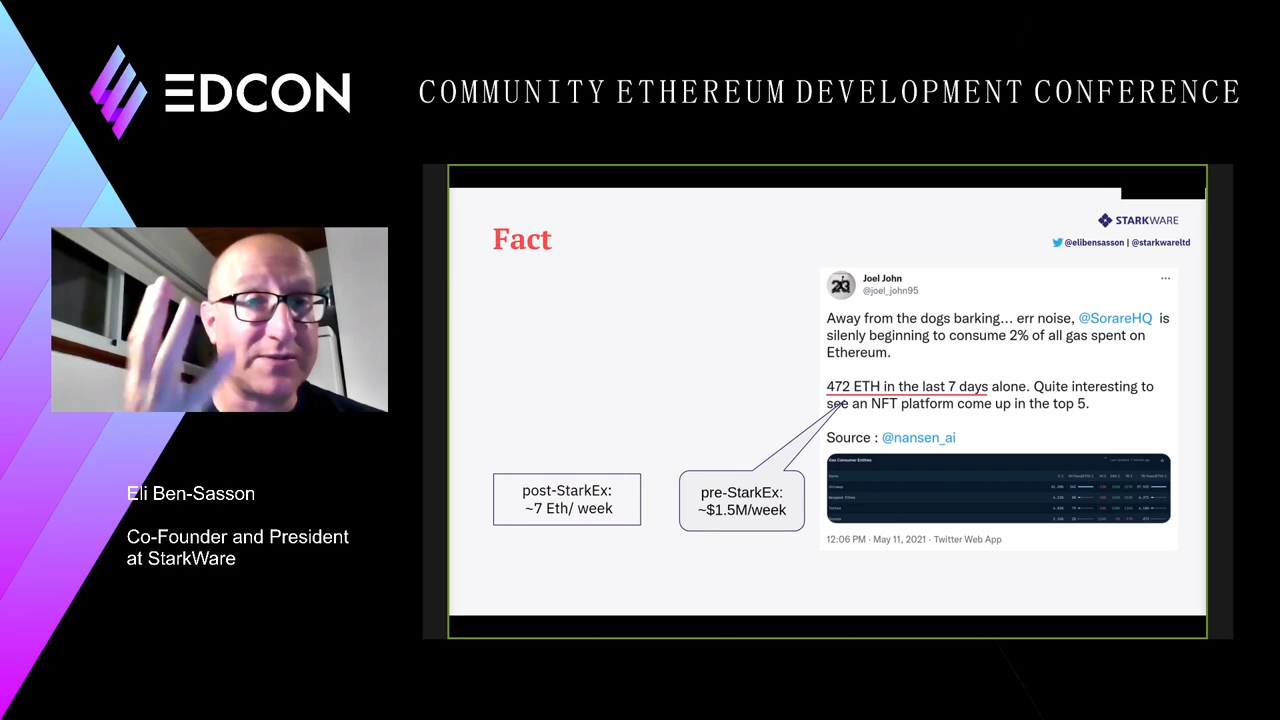 EDCON
COMMUNITY ETHEREUM DEVELOPMENT CONFERENCE
Fact
STARKWARE
@elibensasson | @starkwareltd
Joel John
@joel_john95
Away from the dogs barking... err noise, @SorareHQ is
silenly beginning to consume 2% of all gas spent on
Ethereum.
472 ETH in the last 7 days alone. Quite interesting to
see an NFT platform come up in the top 5.
Source : @nansen_ai
Gas Consumer Entities
12:06 PM · May 11, 2021 · Twitter Web App
post-StarkEx:
~7 Eth/ week
pre-StarkEx:
~$1.5M/week
Eli Ben-Sasson
Co-Founder and President
at StarkWare